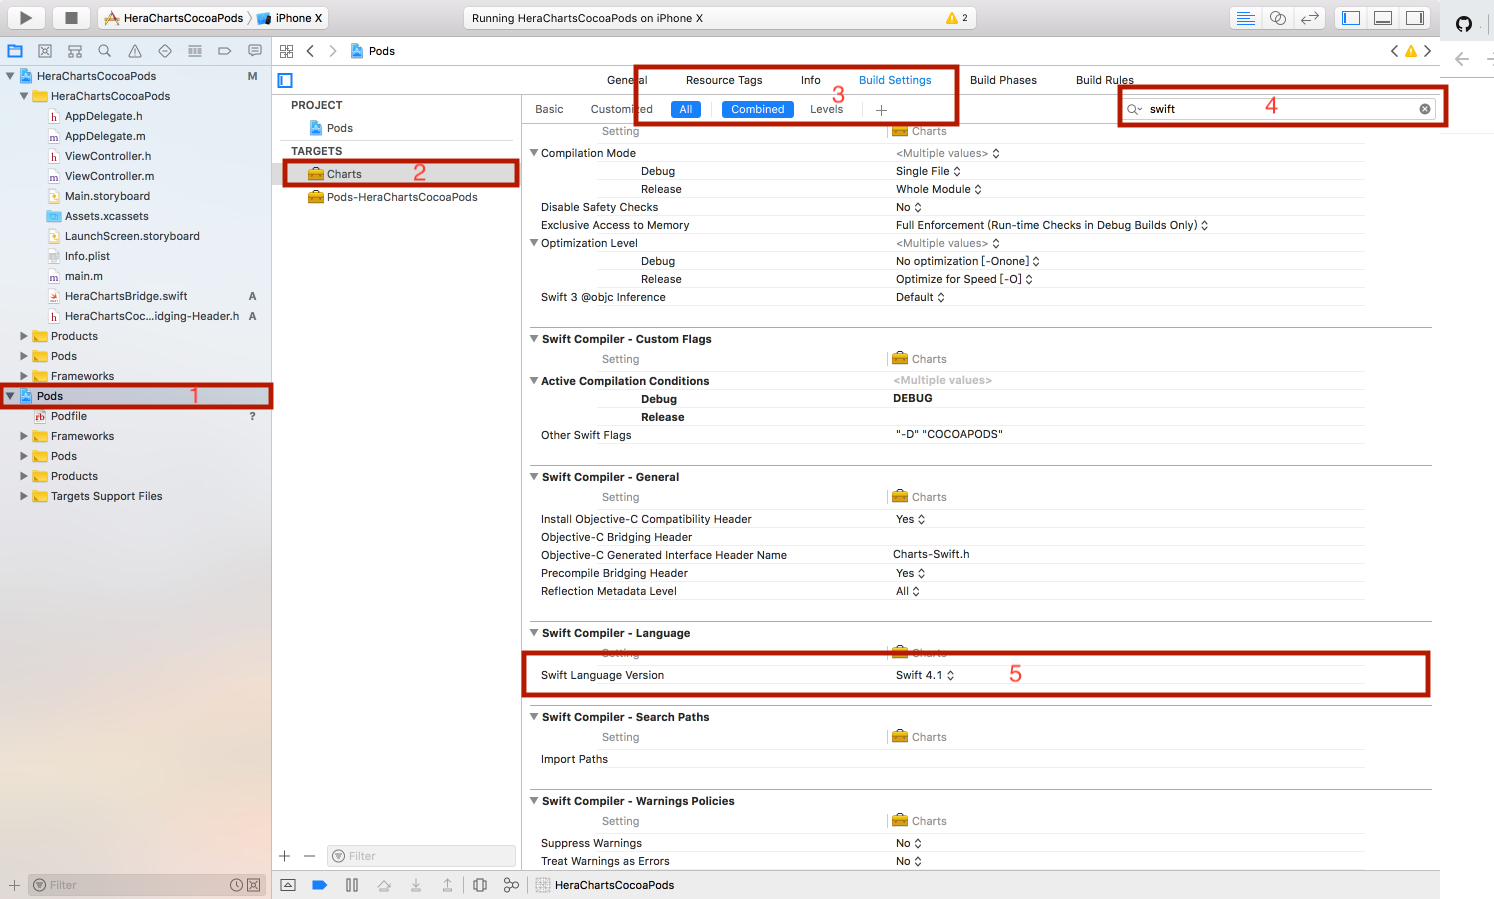 HeraChartsCocoaPods
iPhone X
Running HeraChartsCocoaPods on iPhone X
2
Pods
HeraChartsCocoaPods M
HeraChartsCocoaPods
h AppDelegate.h
m AppDelegate.m
h ViewController.h
m ViewController.m
Main.storyboard
Assets.xcassets
LaunchScreen.storyboard
Info.plist
m main.m
HeraChartsBridge.swift A
h HeraChartsCoc...idging-Header.h A
Products
Pods
Frameworks
Pods 1
rb Podfile ?
Frameworks
Pods
Products
Targets Support Files
Filter
PROJECT
Pods
TARGETS
Charts 2
Pods-HeraChartsCocoaPods
Filter
General Resource Tags Info Build Settings Build Phases Build Rules
3
Basic Customized All Combined Levels
swift 4
Setting Charts
Compilation Mode <Multiple values>
Debug Single File
Release Whole Module
Disable Safety Checks No
Exclusive Access to Memory Full Enforcement (Run-time Checks in Debug Builds Only)
Optimization Level <Multiple values>
Debug No optimization [-Onone]
Release Optimize for Speed [-O]
Swift 3 @objc Inference Default
Swift Compiler - Custom Flags
Setting Charts
Active Compilation Conditions <Multiple values>
Debug DEBUG
Release
Other Swift Flags "-D" "COCOAPODS"
Swift Compiler - General
Setting Charts
Install Objective-C Compatibility Header Yes
Objective-C Bridging Header
Objective-C Generated Interface Header Name Charts-Swift.h
Precompile Bridging Header Yes
Reflection Metadata Level All
Swift Compiler - Language
Setting Charts
Swift Language Version Swift 4.1 5
Swift Compiler - Search Paths
Setting Charts
Import Paths
Swift Compiler - Warnings Policies
Setting Charts
Suppress Warnings No
Treat Warnings as Errors No
HeraChartsCocoaPods